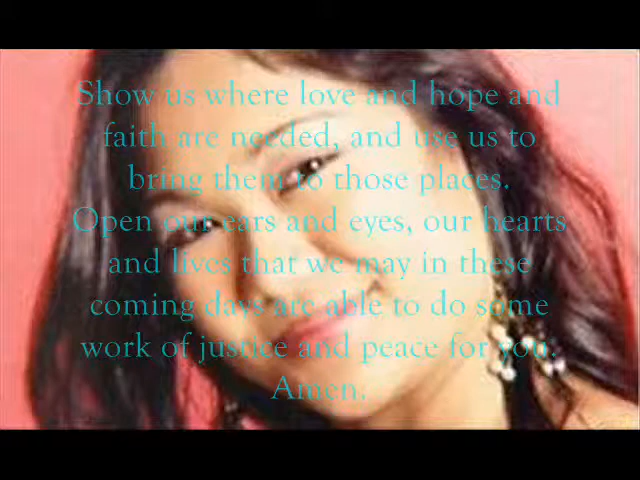 Show us where love and hope and
faith are needed, and use us to
bring them to those places.
Open our ears and eyes, our hearts
and lives that we may in these
coming days are able to do some
work of justice and peace for you.
Amen.